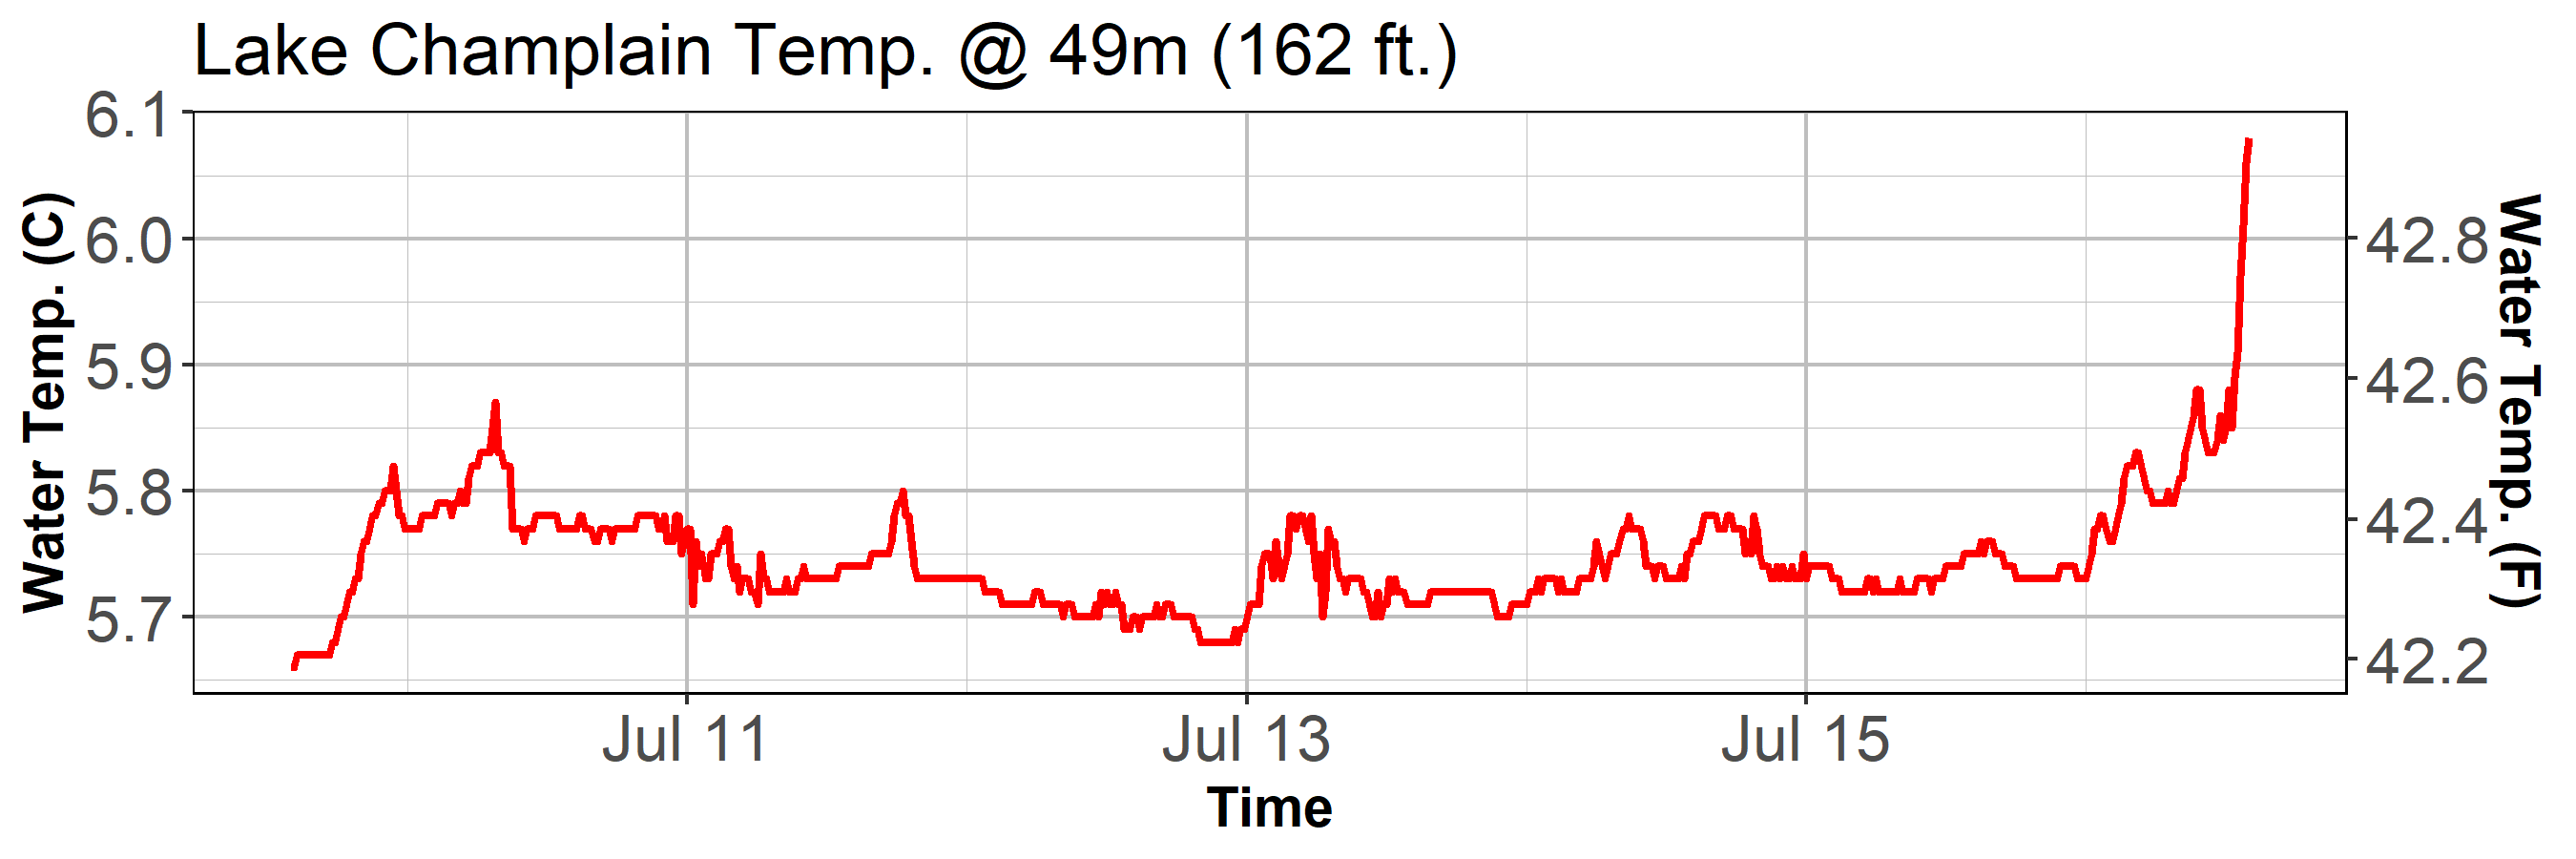 Lake Champlain Temp. @ 49m (162 ft.)
6.1
6.0
5.9
5.8
5.7
Water Temp. (C)
42.8
42.6
42.4
42.2
Water Temp. (F)
Jul 11
Jul 13
Jul 15
Time